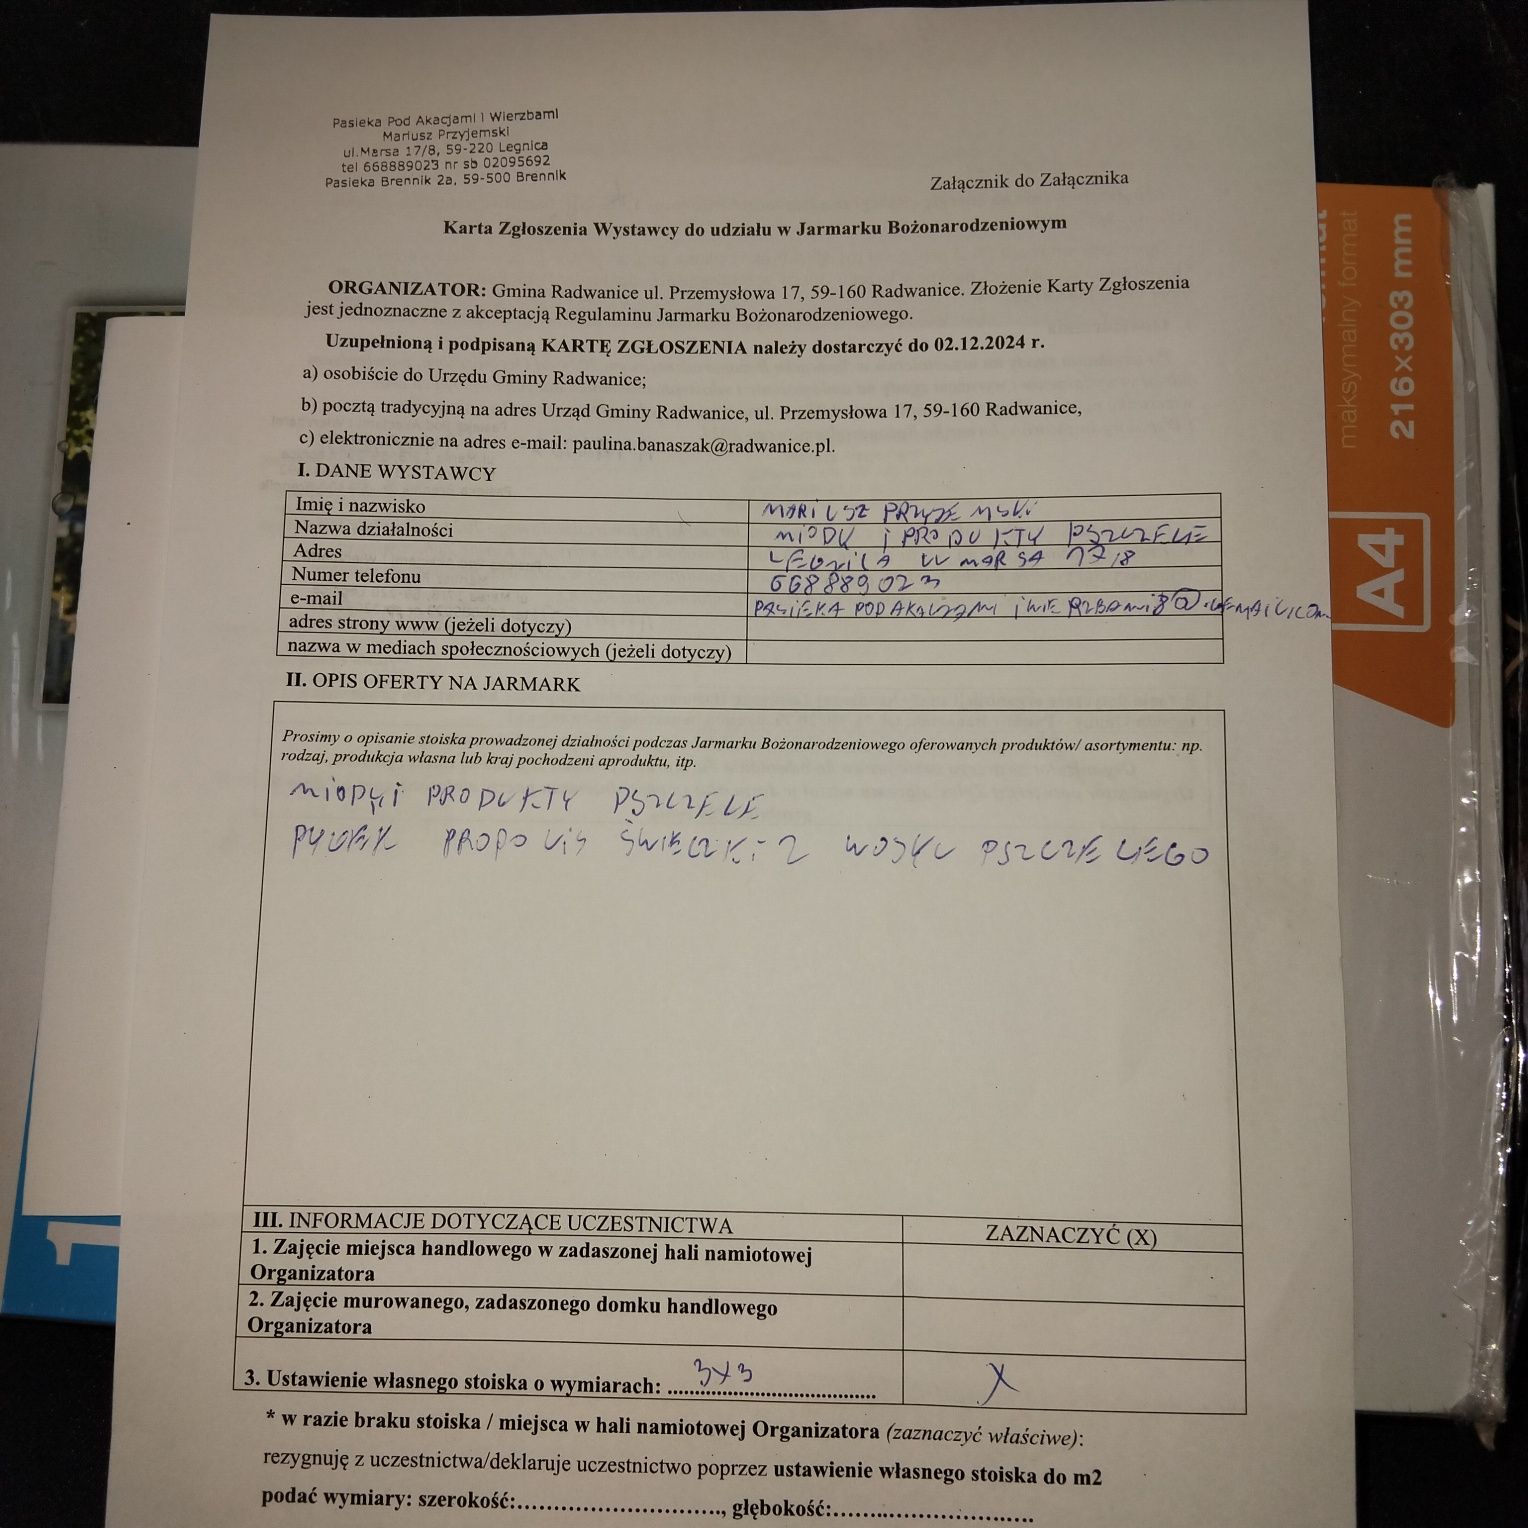 Pasieka Pod Akacjami i Wierzbami
Mariusz Przyjemski
ul.Marsa 17/8, 59-220 Legnica
tel 668889023 nr sb 02095692
Pasieka Brennik 2a, 59-500 Brennik
Załącznik do Załącznika
Karta Zgłoszenia Wystawcy do udziału w Jarmarku Bożonarodzeniowym
ORGANIZATOR: Gmina Radwanice ul. Przemysłowa 17, 59-160 Radwanice. Złożenie Karty Zgłoszenia
jest jednoznaczne z akceptacją Regulaminu Jarmarku Bożonarodzeniowego.
Uzupełnioną i podpisaną KARTĘ ZGŁOSZENIA należy dostarczyć do 02.12.2024 r.
a) osobiście do Urzędu Gminy Radwanice;
b) pocztą tradycyjną na adres Urząd Gminy Radwanice, ul. Przemysłowa 17, 59-160 Radwanice,
c) elektronicznie na adres e-mail: paulina.banaszak@radwanice.pl.
I. DANE WYSTAWCY
Imię i nazwisko MARIUSZ PRZYJEMSKI
Nazwa działalności MIODY I PRODUKTY PSZCZELE
Adres LEGNICA UL MARSA 17/8
Numer telefonu 668889023
e-mail PASIEKA POD AKACJAMI I WIERZBAMI8@.GEMAIL.COM
adres strony www (jeżeli dotyczy)
nazwa w mediach społecznościowych (jeżeli dotyczy)
II. OPIS OFERTY NA JARMARK
Prosimy o opisanie stoiska prowadzonej działności podczas Jarmarku Bożonarodzeniowego oferowanych produktów/ asortymentu: np.
rodzaj, produkcja własna lub kraj pochodzeni aproduktu, itp.
MIODY I PRODUKTY PSZCZELE
PYŁEK PROPOLIS ŚWIECZKI Z WOSKU PSZCZELEGO
III. INFORMACJE DOTYCZĄCE UCZESTNICTWA ZAZNACZYĆ (X)
1. Zajęcie miejsca handlowego w zadaszonej hali namiotowej
Organizatora
2. Zajęcie murowanego, zadaszonego domku handlowego
Organizatora
3. Ustawienie własnego stoiska o wymiarach: 3x3 X
* w razie braku stoiska / miejsca w hali namiotowej Organizatora (zaznaczyć właściwe):
rezygnuję z uczestnictwa/deklaruje uczestnictwo poprzez ustawienie własnego stoiska do m2
podać wymiary: szerokość:............................., głębokość:............................
maksymalny format
216x303 mm
A4
1